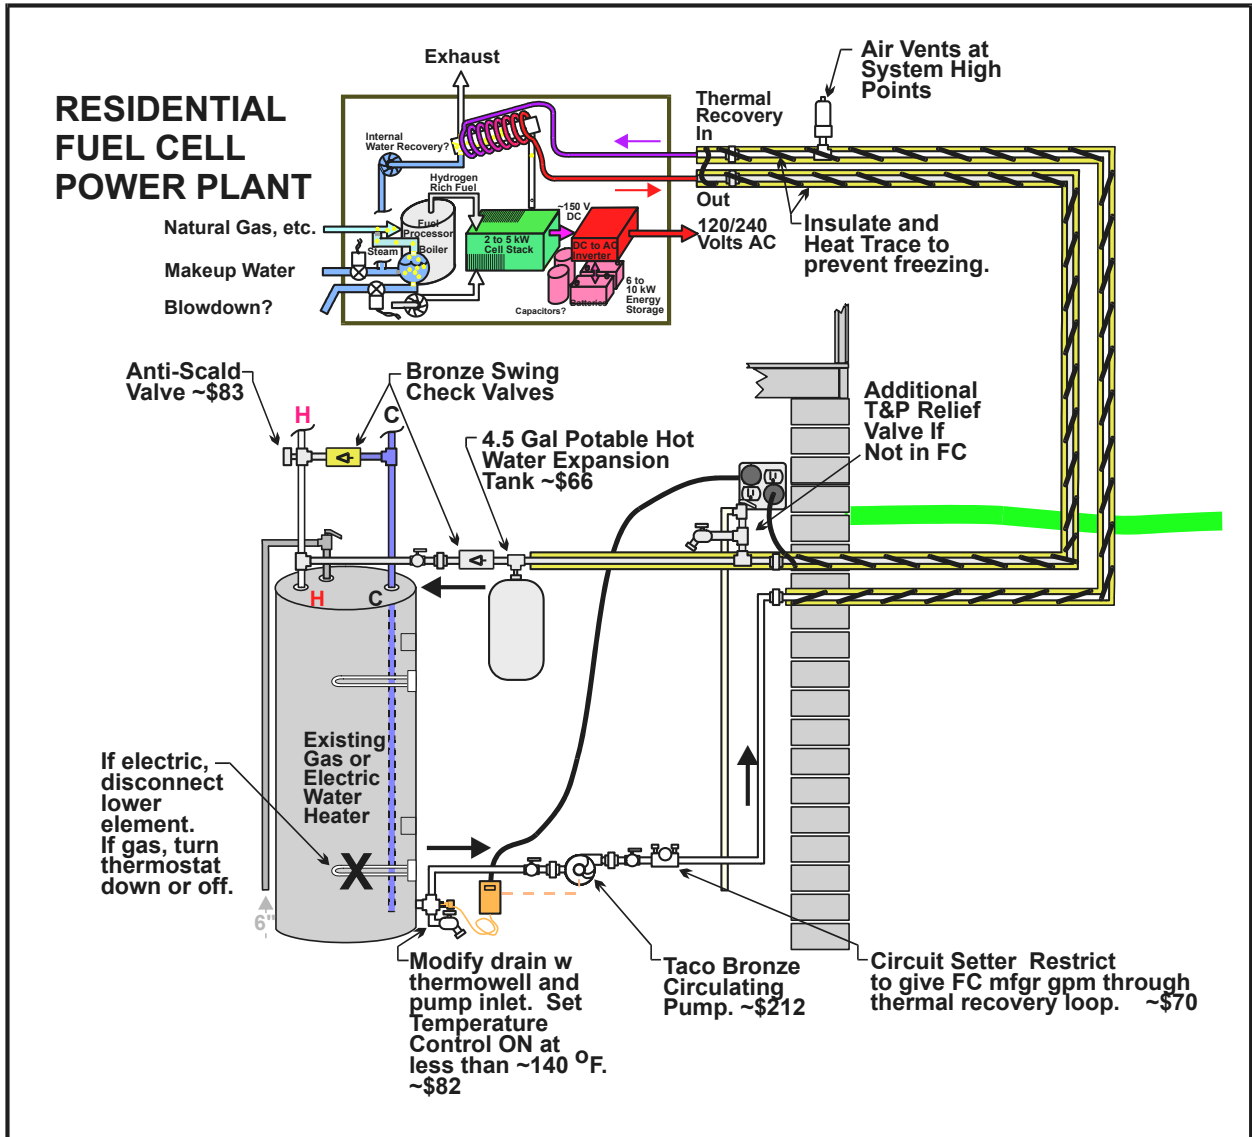 RESIDENTIAL
FUEL CELL
POWER PLANT
Exhaust
Internal
Water Recovery?
Hydrogen
Rich Fuel
Natural Gas, etc.
Fuel
Processor
Steam
Boiler
Makeup Water
Blowdown?
2 to 5 kW
Cell Stack
~150 V
DC
DC to AC
Inverter
Batteries
Capacitors?
6 to
10 kW
Energy
Storage
120/240
Volts AC
Thermal
Recovery
In
Out
Air Vents at
System High
Points
Insulate and
Heat Trace to
prevent freezing.
Anti-Scald
Valve ~$83
Bronze Swing
Check Valves
H
C
4.5 Gal Potable Hot
Water Expansion
Tank ~$66
Additional
T&P Relief
Valve If
Not in FC
H
C
Existing
Gas or
Electric
Water
Heater
If electric,
disconnect
lower
element.
If gas, turn
thermostat
down or off.
X
6"
Modify drain w
thermowell and
pump inlet. Set
Temperature
Control ON at
less than ~140 °F.
~$82
Taco Bronze
Circulating
Pump. ~$212
Circuit Setter Restrict
to give FC mfgr gpm through
thermal recovery loop. ~$70